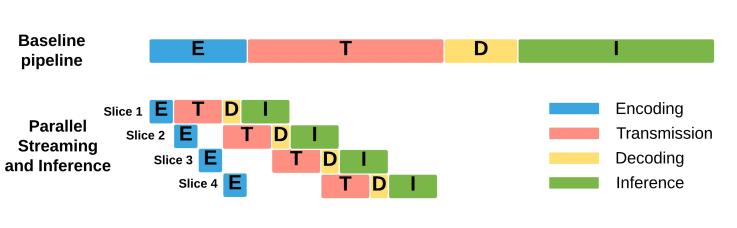 Baseline
pipeline
E T D I
Slice 1 E T D I
Slice 2 E T D I
Slice 3 E T D I
Slice 4 E T D I
Parallel
Streaming
and Inference
Encoding
Transmission
Decoding
Inference